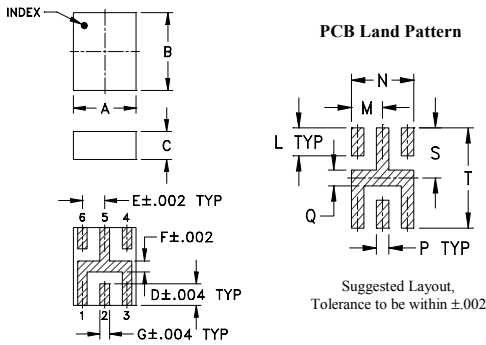 INDEX
B
A
C
E±.002 TYP
6 5 4
F±.002
D±.004 TYP
1 2 3
G±.004 TYP
PCB Land Pattern
N
M
L TYP
S
T
Q
P TYP
Suggested Layout,
Tolerance to be within ±.002